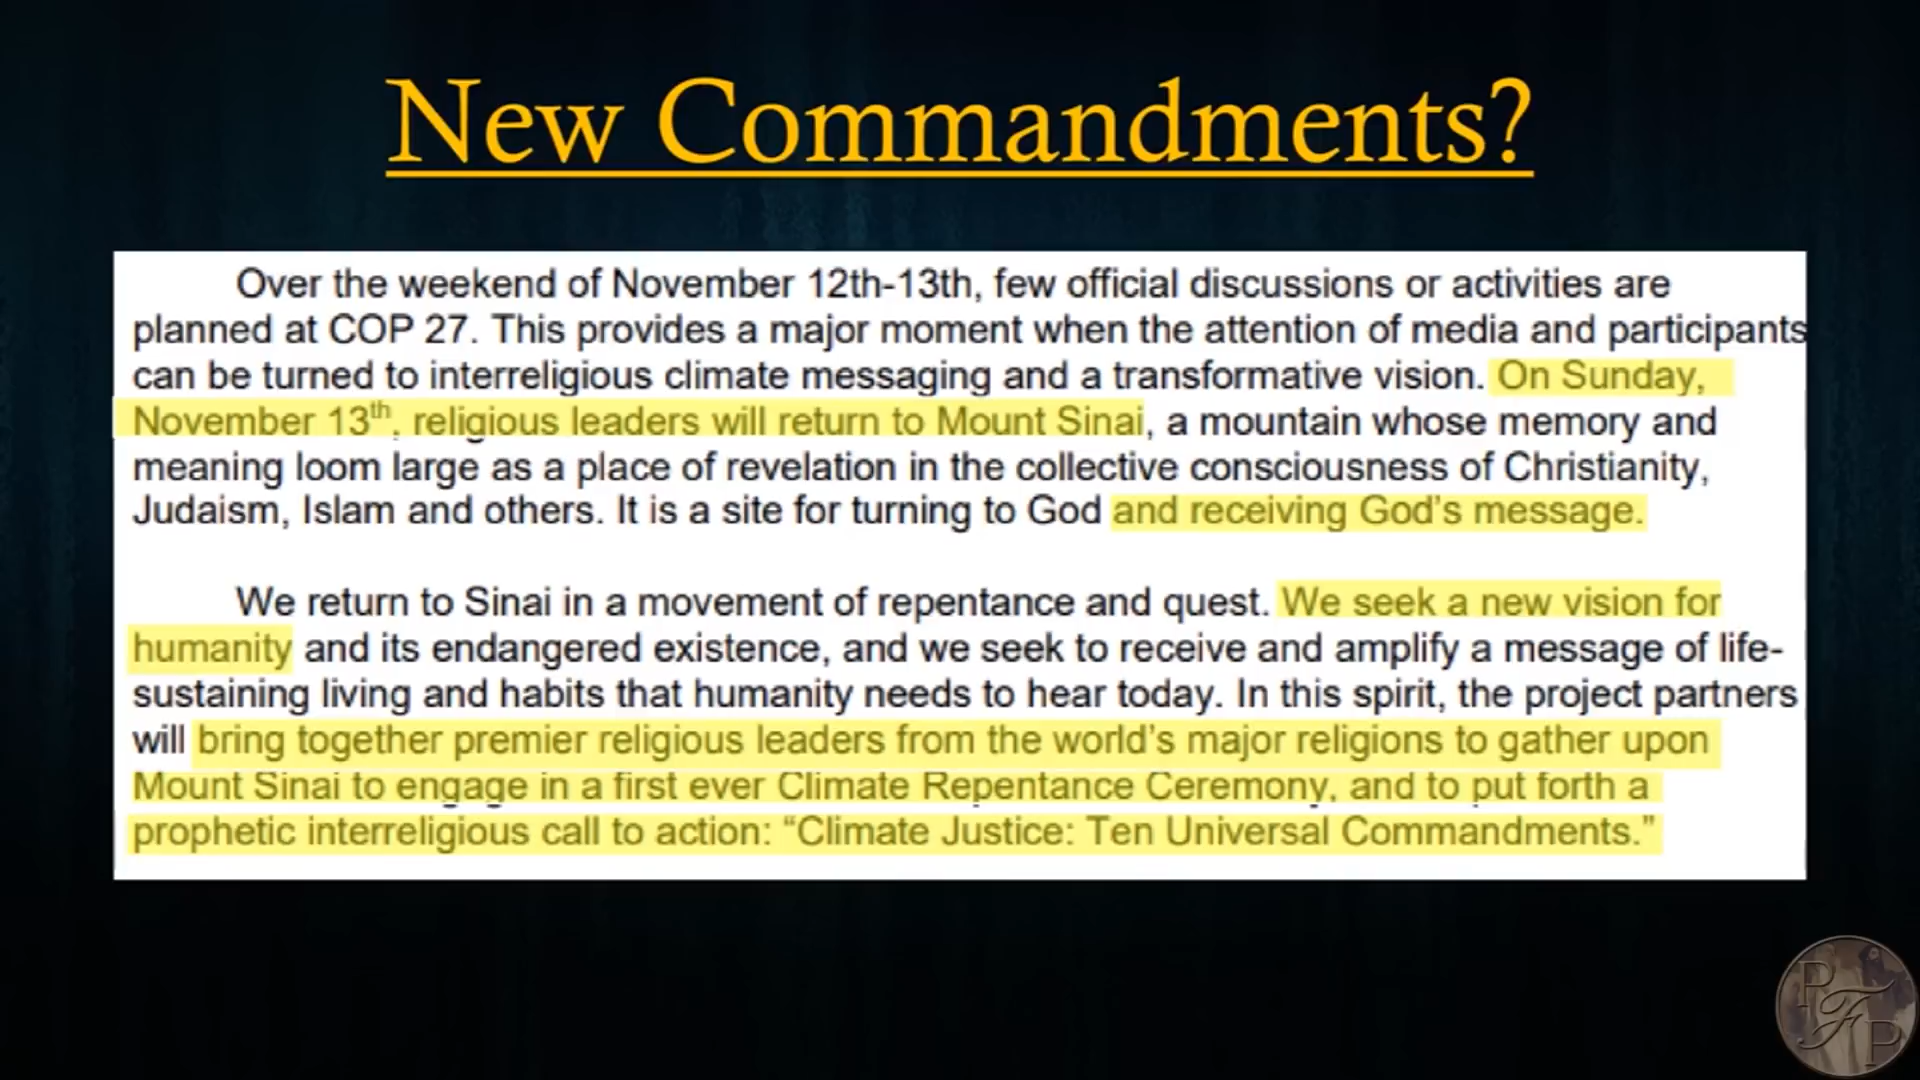 New Commandments?
Over the weekend of November 12th-13th, few official discussions or activities are
planned at COP 27. This provides a major moment when the attention of media and participants
can be turned to interreligious climate messaging and a transformative vision. On Sunday,
November 13th, religious leaders will return to Mount Sinai, a mountain whose memory and
meaning loom large as a place of revelation in the collective consciousness of Christianity,
Judaism, Islam and others. It is a site for turning to God and receiving God's message.
We return to Sinai in a movement of repentance and quest. We seek a new vision for
humanity and its endangered existence, and we seek to receive and amplify a message of life-
sustaining living and habits that humanity needs to hear today. In this spirit, the project partners
will bring together premier religious leaders from the world's major religions to gather upon
Mount Sinai to engage in a first ever Climate Repentance Ceremony, and to put forth a
prophetic interreligious call to action: “Climate Justice: Ten Universal Commandments.”
PFP